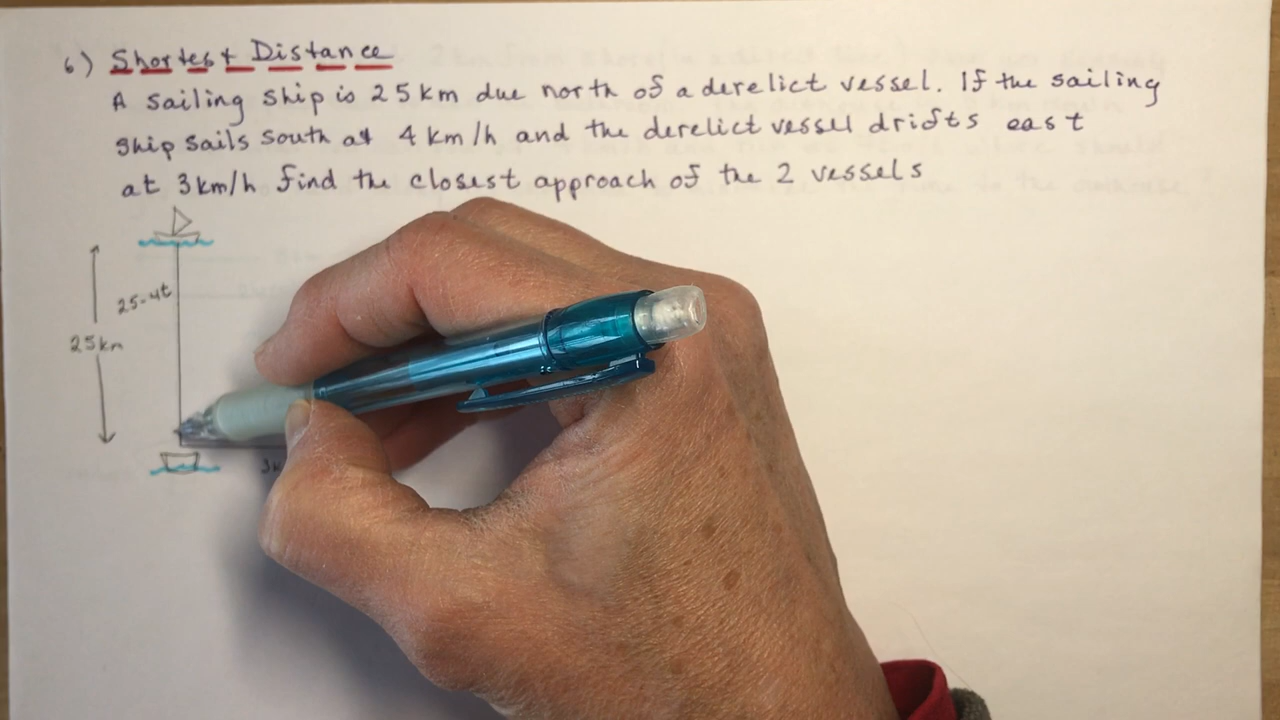 6) Shortest Distance
A sailing ship is 25km due north of a derelict vessel. If the sailing
ship sails south at 4 km/h and the derelict vessel drifts east
at 3km/h find the closest approach of the 2 vessels
25-4t
25km